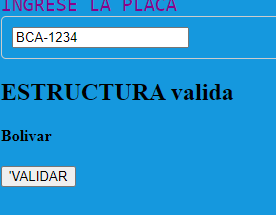 INGRESE LA PLACA
BCA-1234
ESTRUCTURA valida
Bolivar
'VALIDAR